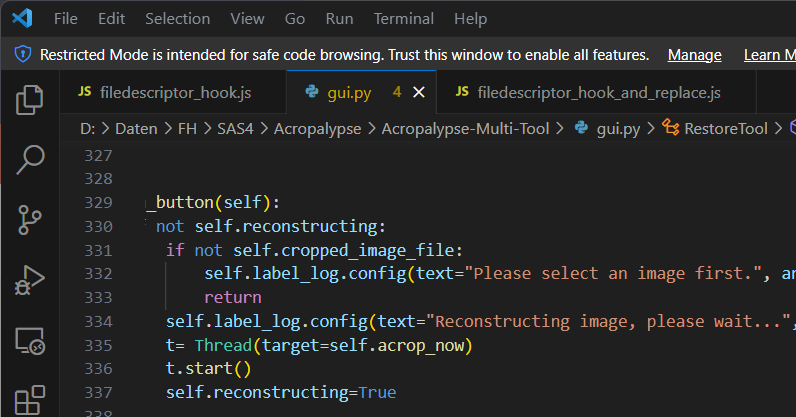 File Edit Selection View Go Run Terminal Help
Restricted Mode is intended for safe code browsing. Trust this window to enable all features. Manage Learn M
JS filedescriptor_hook.js gui.py 4 JS filedescriptor_hook_and_replace.js
D: > Daten > FH > SAS4 > Acropalypse > Acropalypse-Multi-Tool > gui.py > RestoreTool >
327
328
329 _button(self):
330 not self.reconstructing:
331 if not self.cropped_image_file:
332 self.label_log.config(text="Please select an image first.", an
333 return
334 self.label_log.config(text="Reconstructing image, please wait...",
335 t= Thread(target=self.acrop_now)
336 t.start()
337 self.reconstructing=True
338